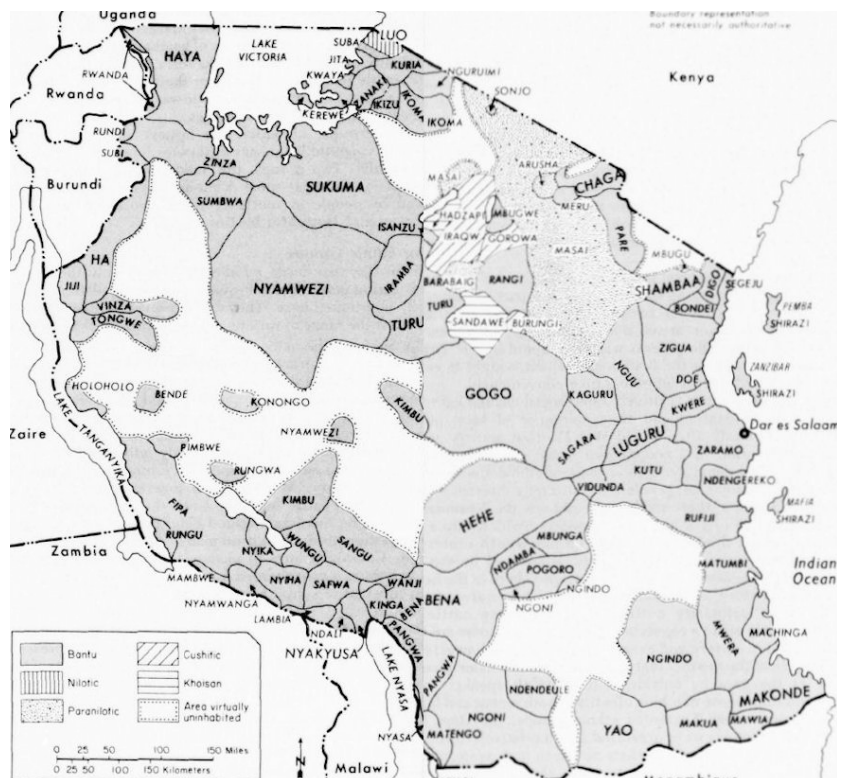 Uganda
Boundary representation
not necessarily authoritative
LAKE
VICTORIA
LUO
SUBA
JITA
KWAYA
KURIA
NGURUIMI
Kenya
HAYA
RWANDA
Rwanda
ZANAKI
IKIZU
IKOMA
IKOMA
SONJO
KEREWE
RUNDI
SUBI
Burundi
ZINZA
SUKUMA
SUMBWA
MASAI
ARUSHA
CHAGA
MERU
HADZAPI
MBUGWE
ISANZU
IRAQW
GOROWA
MASAI
PARE
MBUGU
HA
JIJI
VINZA
TONGWE
NYAMWEZI
IRAMBA
BARABAIG
RANGI
TURU
TURU
SHAMBAA
DIGO
SEGEJU
BONDEI
PEMBA
SHIRAZI
SANDAWE
BURUNGI
ZIGUA
NGUU
ZANZIBAR
SHIRAZI
HOLOHOLO
BENDE
KONONGO
KIMBU
GOGO
KAGURU
DOE
KWERE
Zaire
LAKE TANGANYIKA
NYAMWEZI
PIMBWE
RUNGWA
SAGARA
LUGURU
Dar es Salaam
ZARAMO
KUTU
NDENGEREKO
VIDUNDA
KIMBU
FIPA
HEHE
RUFIJI
MAFIA
SHIRAZI
RUNGU
WUNGU
SANGU
MBUNGA
Zambia
NYIKA
NDAMBA
POGORO
MATUMBI
Indian
Ocean
MAMBWE
NYIHA
SAFWA
WANJI
NGINDO
NYAMWANGA
KINGA
BENA
BENA
NGONI
LAMBIA
NDALI
PANGWA
NYAKYUSA
MWERA
MACHINGA
NGINDO
LAKE NYASA
PANGWA
NDENDEULE
MAKONDE
NGONI
YAO
MAKUA
MAWIA
NYASA
MATENGO
Malawi
Bantu
Cushitic
Nilotic
Khoisan
Paranilotic
Area virtually
uninhabited
0 50 100 150 Miles
0 25 50 100 150 Kilometers
N